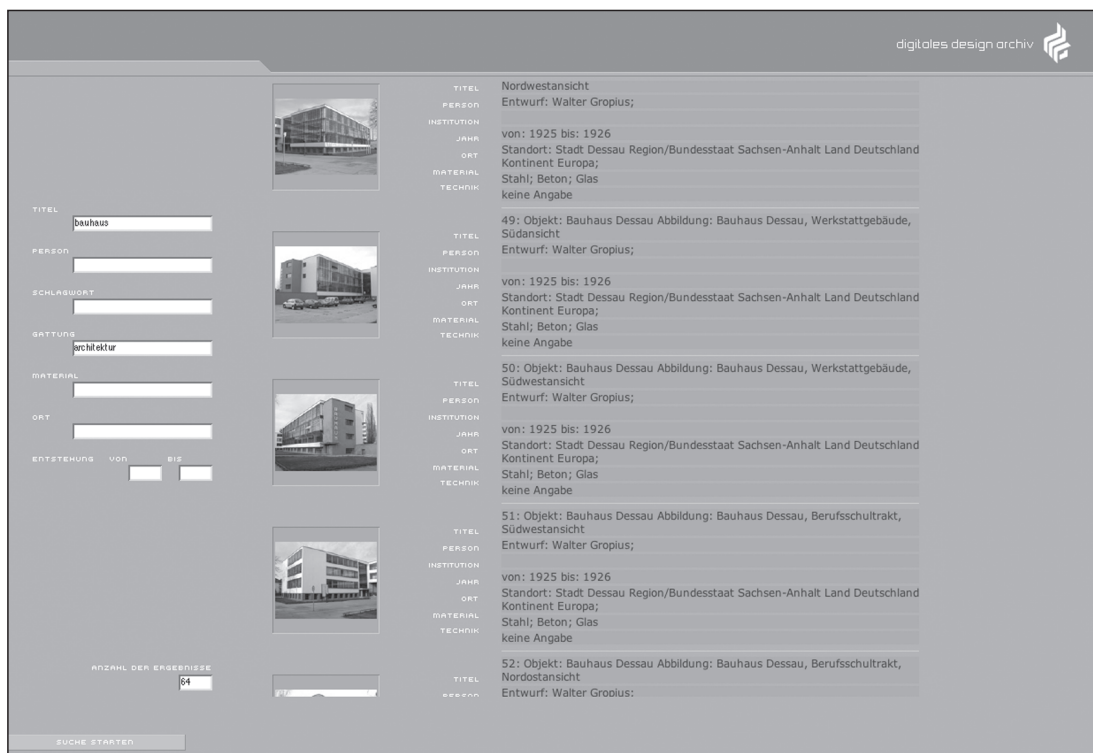 digitales design archiv
TITEL
bauhaus
PERSON
SCHLAGWORT
GATTUNG
architektur
MATERIAL
ORT
ENTSTEHUNG VON BIS
ANZAHL DER ERGEBNISSE
64
SUCHE STARTEN
TITEL Nordwestansicht
PERSON Entwurf: Walter Gropius;
INSTITUTION
JAHR von: 1925 bis: 1926
ORT Standort: Stadt Dessau Region/Bundesstaat Sachsen-Anhalt Land Deutschland
Kontinent Europa;
MATERIAL Stahl; Beton; Glas
TECHNIK keine Angabe
49: Objekt: Bauhaus Dessau Abbildung: Bauhaus Dessau, Werkstattgebäude,
TITEL Südansicht
PERSON Entwurf: Walter Gropius;
INSTITUTION
JAHR von: 1925 bis: 1926
ORT Standort: Stadt Dessau Region/Bundesstaat Sachsen-Anhalt Land Deutschland
Kontinent Europa;
MATERIAL Stahl; Beton; Glas
TECHNIK keine Angabe
50: Objekt: Bauhaus Dessau Abbildung: Bauhaus Dessau, Werkstattgebäude,
TITEL Südwestansicht
PERSON Entwurf: Walter Gropius;
INSTITUTION
JAHR von: 1925 bis: 1926
ORT Standort: Stadt Dessau Region/Bundesstaat Sachsen-Anhalt Land Deutschland
Kontinent Europa;
MATERIAL Stahl; Beton; Glas
TECHNIK keine Angabe
51: Objekt: Bauhaus Dessau Abbildung: Bauhaus Dessau, Berufsschultrakt,
TITEL Südwestansicht
PERSON Entwurf: Walter Gropius;
INSTITUTION
JAHR von: 1925 bis: 1926
ORT Standort: Stadt Dessau Region/Bundesstaat Sachsen-Anhalt Land Deutschland
Kontinent Europa;
MATERIAL Stahl; Beton; Glas
TECHNIK keine Angabe
52: Objekt: Bauhaus Dessau Abbildung: Bauhaus Dessau, Berufsschultrakt,
TITEL Nordostansicht
PERSON Entwurf: Walter Gropius;